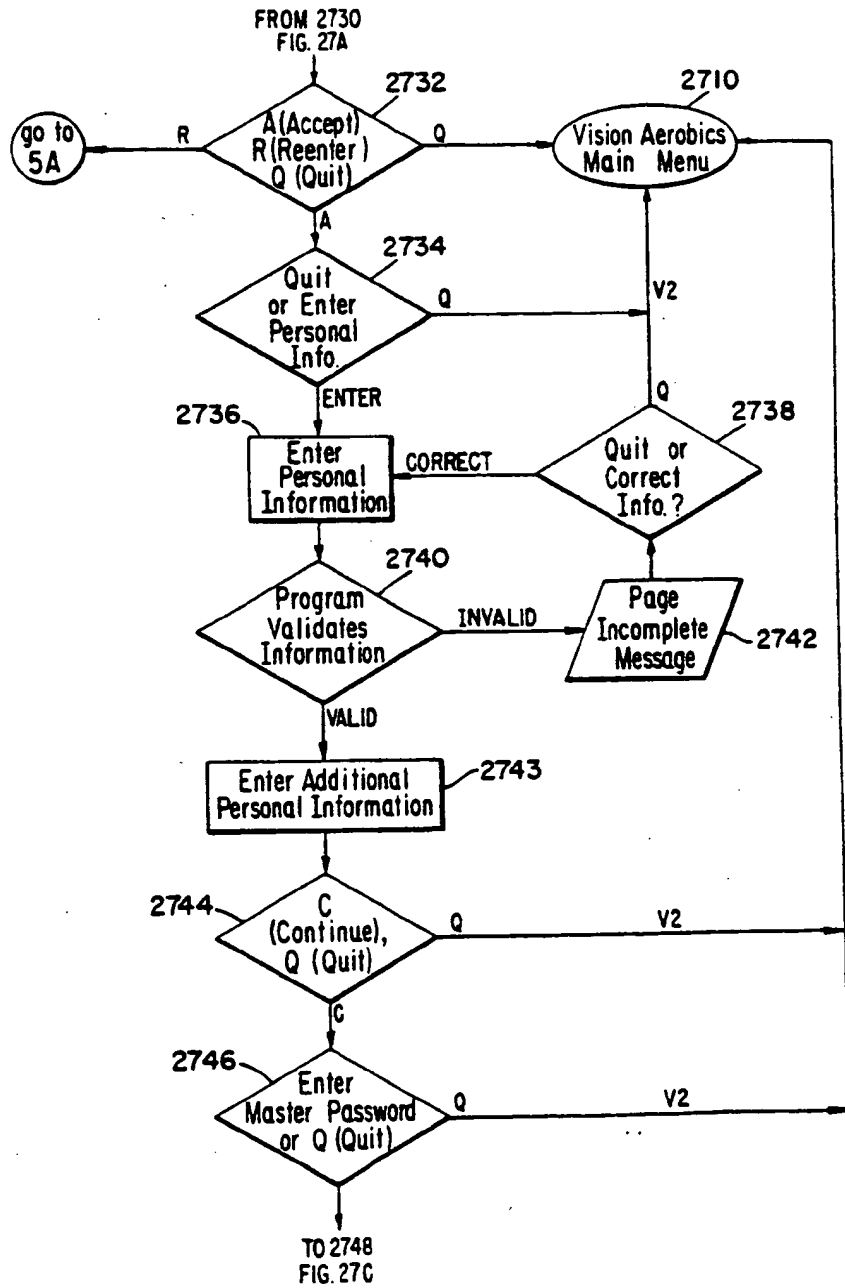 FROM 2730
FIG. 27A
2732
2710
go to
5A
R
A (Accept)
R (Reenter)
Q (Quit)
Q
Vision Aerobics
Main Menu
A
2734
Quit
or Enter
Personal
Info.
Q
V2
ENTER
Q
2736
2738
Enter
Personal
Information
CORRECT
Quit or
Correct
Info.?
2740
Program
Validates
Information
INVALID
Page
Incomplete
Message
2742
VALID
Enter Additional
Personal Information
2743
2744
C
(Continue),
Q (Quit)
Q
V2
C
2746
Enter
Master Password
or Q (Quit)
Q
V2
TO 2748
FIG. 27C